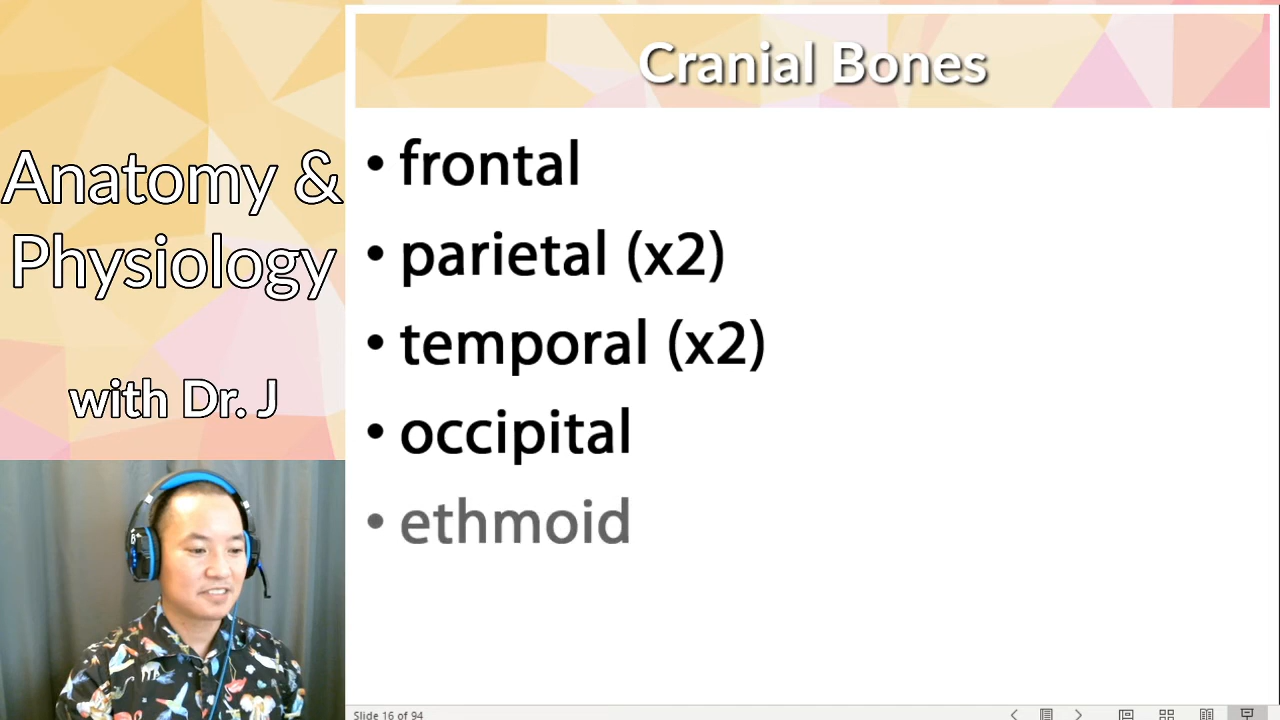 Anatomy &
Physiology
with Dr. J
Cranial Bones
• frontal
• parietal (x2)
• temporal (x2)
• occipital
• ethmoid
Slide 16 of 94